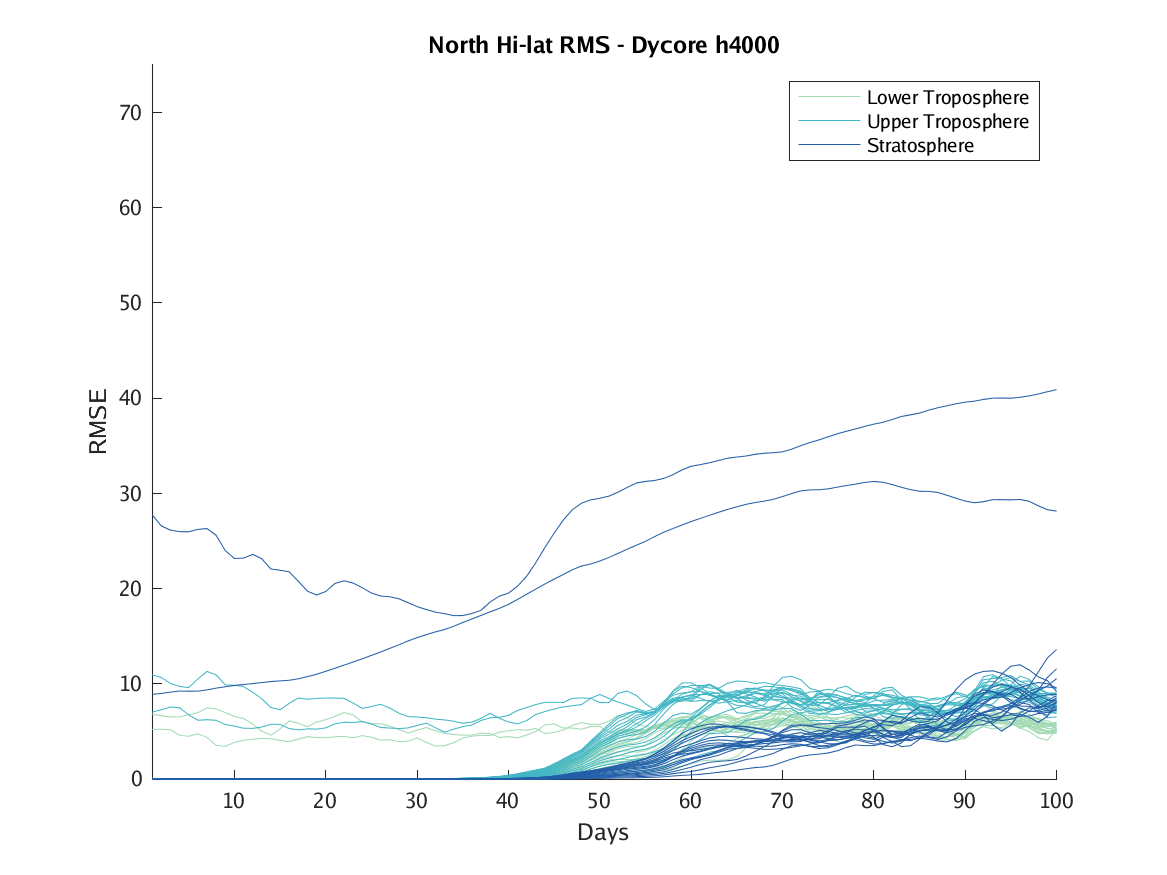 North Hi-lat RMS - Dycore h4000
Lower Troposphere
Upper Troposphere
Stratosphere
70
60
50
40
30
20
10
0
RMSE
10 20 30 40 50 60 70 80 90 100
Days